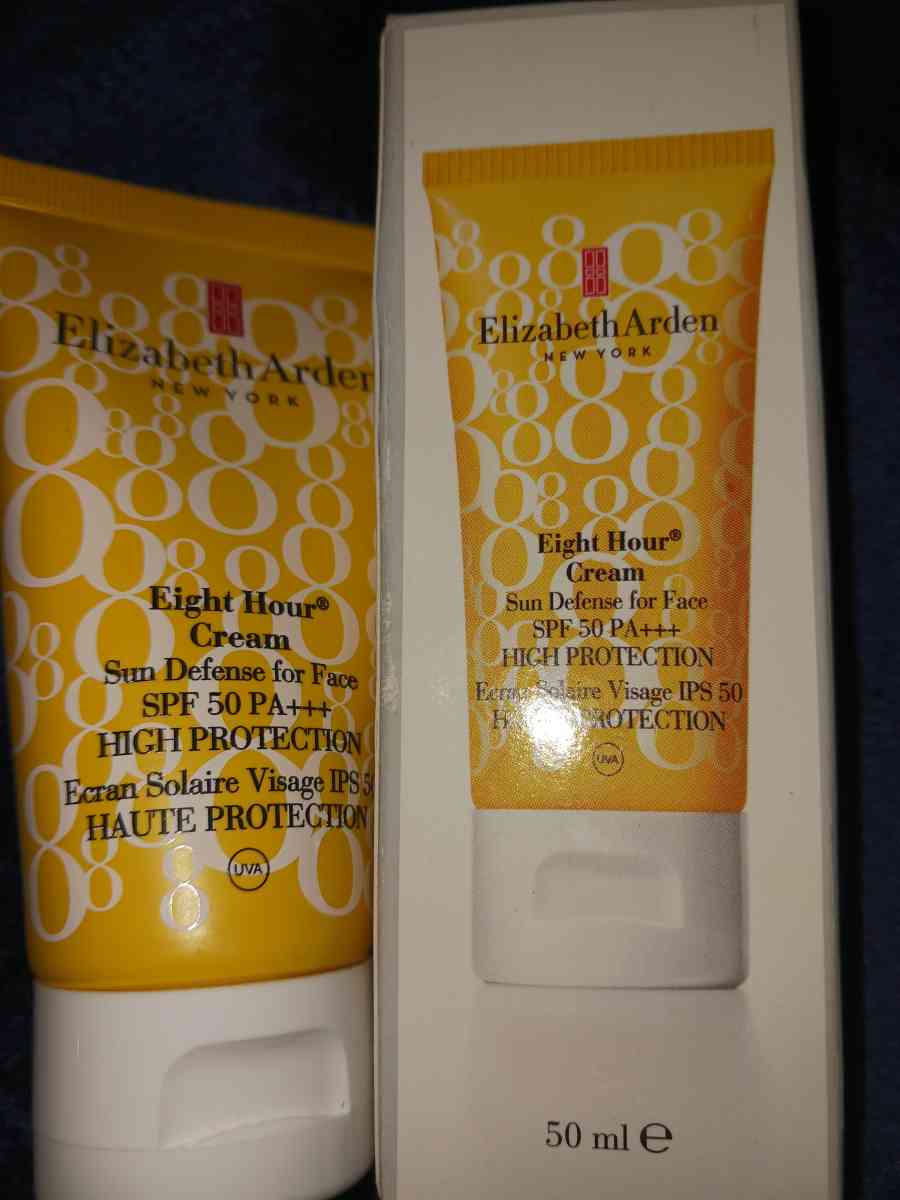 Elizabeth Arden
NEW YORK
Eight Hour®
Cream
Sun Defense for Face
SPF 50 PA+++
HIGH PROTECTION
Ecran Solaire Visage IPS 50
HAUTE PROTECTION
UVA
Elizabeth Arden
NEW YORK
Eight Hour®
Cream
Sun Defense for Face
SPF 50 PA+++
HIGH PROTECTION
Ecran Solaire Visage IPS 50
HAUTE PROTECTION
UVA
50 ml ℮